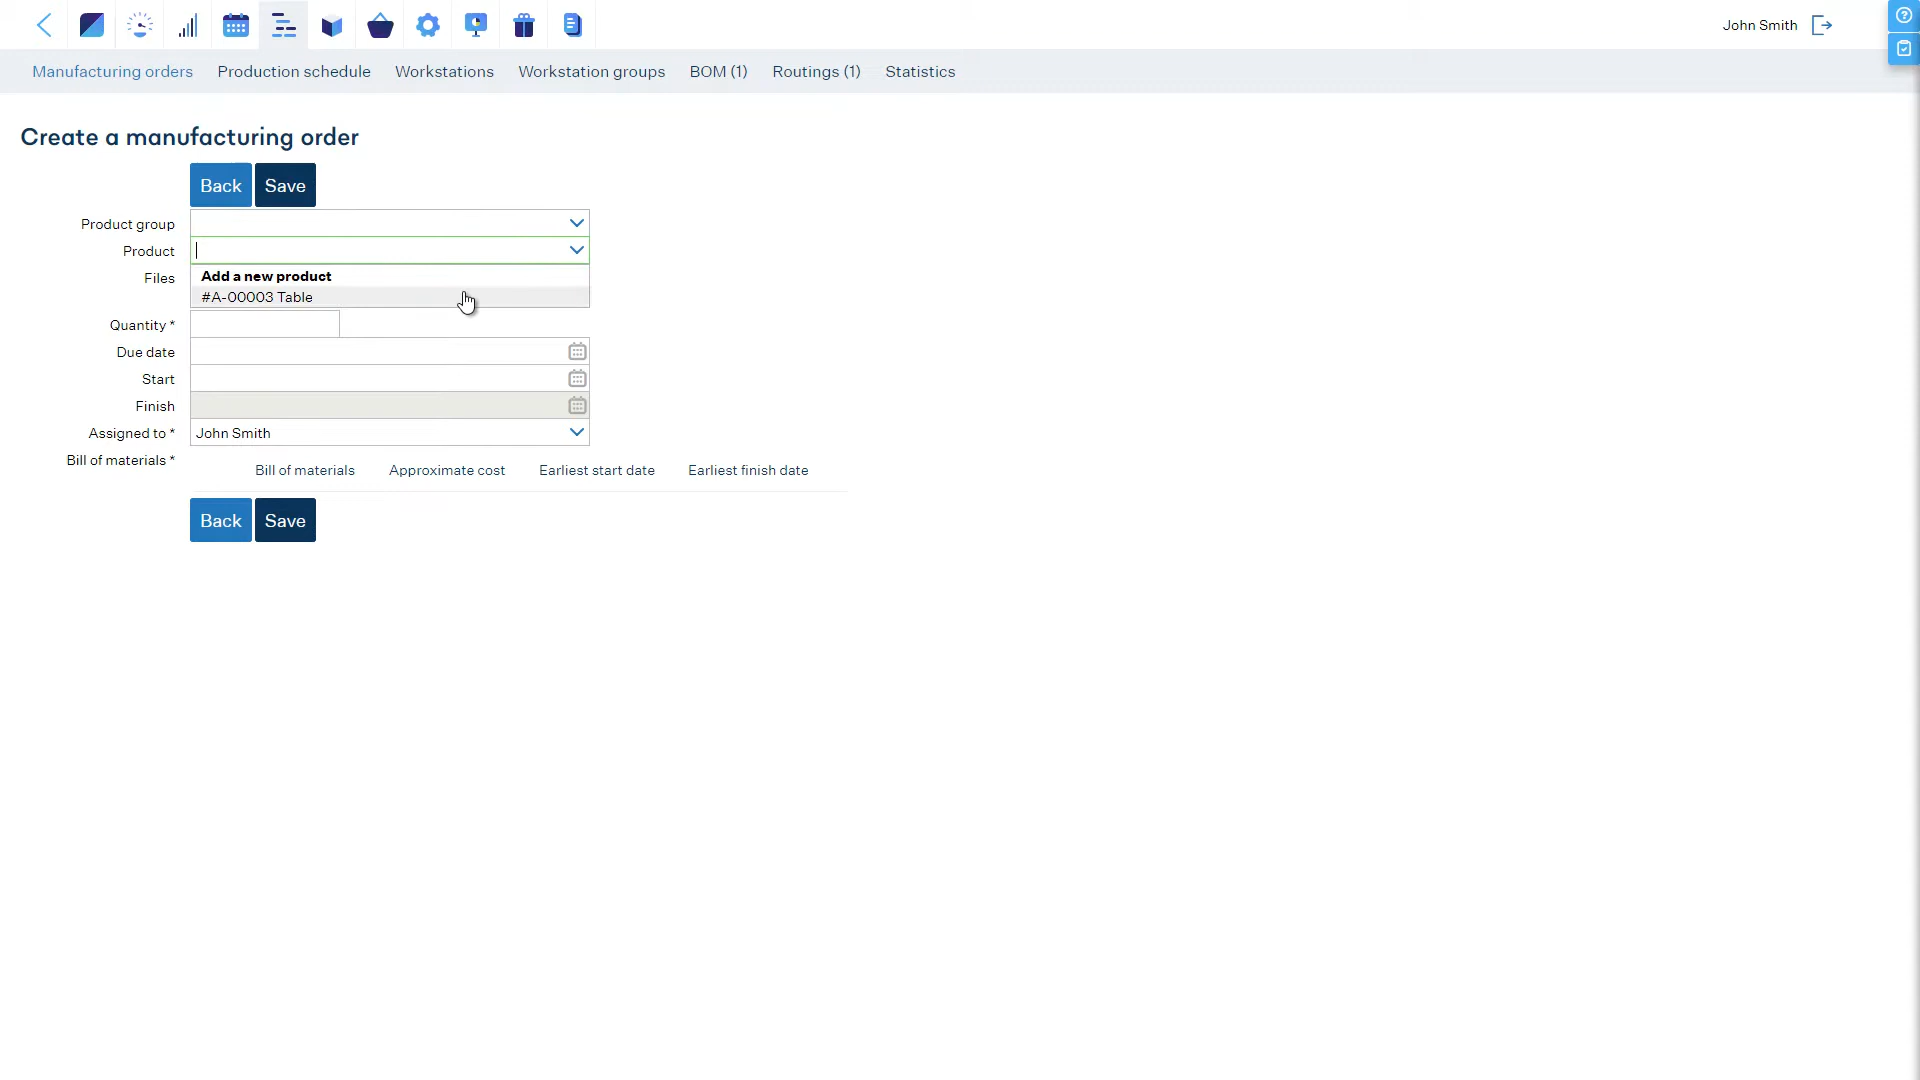 John Smith
Manufacturing orders Production schedule Workstations Workstation groups BOM (1) Routings (1) Statistics
Create a manufacturing order
Back Save
Product group
Product
Add a new product
Files
#A-00003 Table
Quantity *
Due date
Start
Finish
Assigned to * John Smith
Bill of materials *
Bill of materials Approximate cost Earliest start date Earliest finish date
Back Save